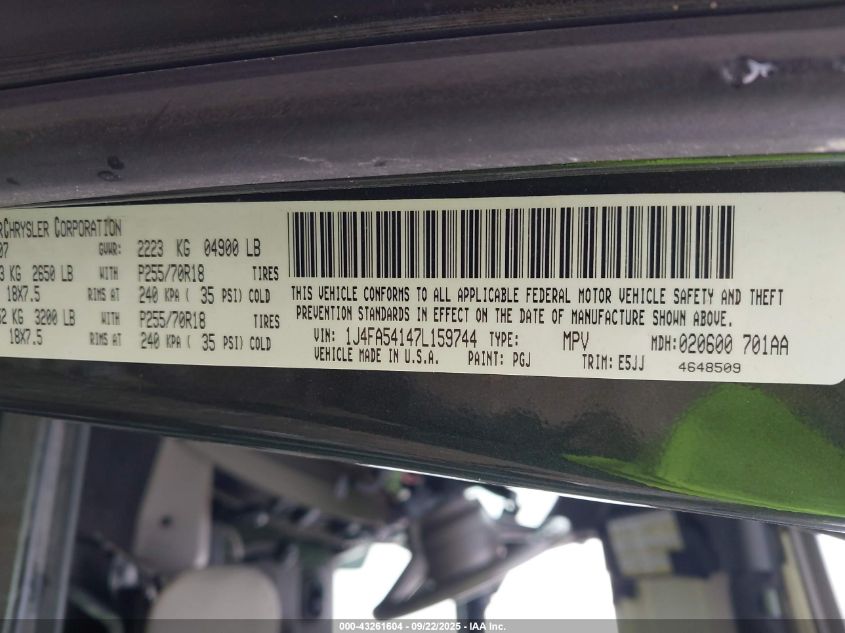 RCHRYSLER CORPORATION
07 GVWR: 2223 KG 04900 LB
3 KG 2650 LB WITH P255/70R18 TIRES
18X7.5 RIMS AT 240 KPA ( 35 PSI) COLD
52 KG 3200 LB WITH P255/70R18 TIRES
18X7.5 RIMS AT 240 KPA ( 35 PSI) COLD
THIS VEHICLE CONFORMS TO ALL APPLICABLE FEDERAL MOTOR VEHICLE SAFETY AND THEFT
PREVENTION STANDARDS IN EFFECT ON THE DATE OF MANUFACTURE SHOWN ABOVE.
VIN: 1J4FA54147L159744 TYPE: MPV MDH:020600 701AA
VEHICLE MADE IN U.S.A. PAINT: PGJ TRIM: E5JJ 4648509
000-43261604 - 09/22/2025 - IAA Inc.